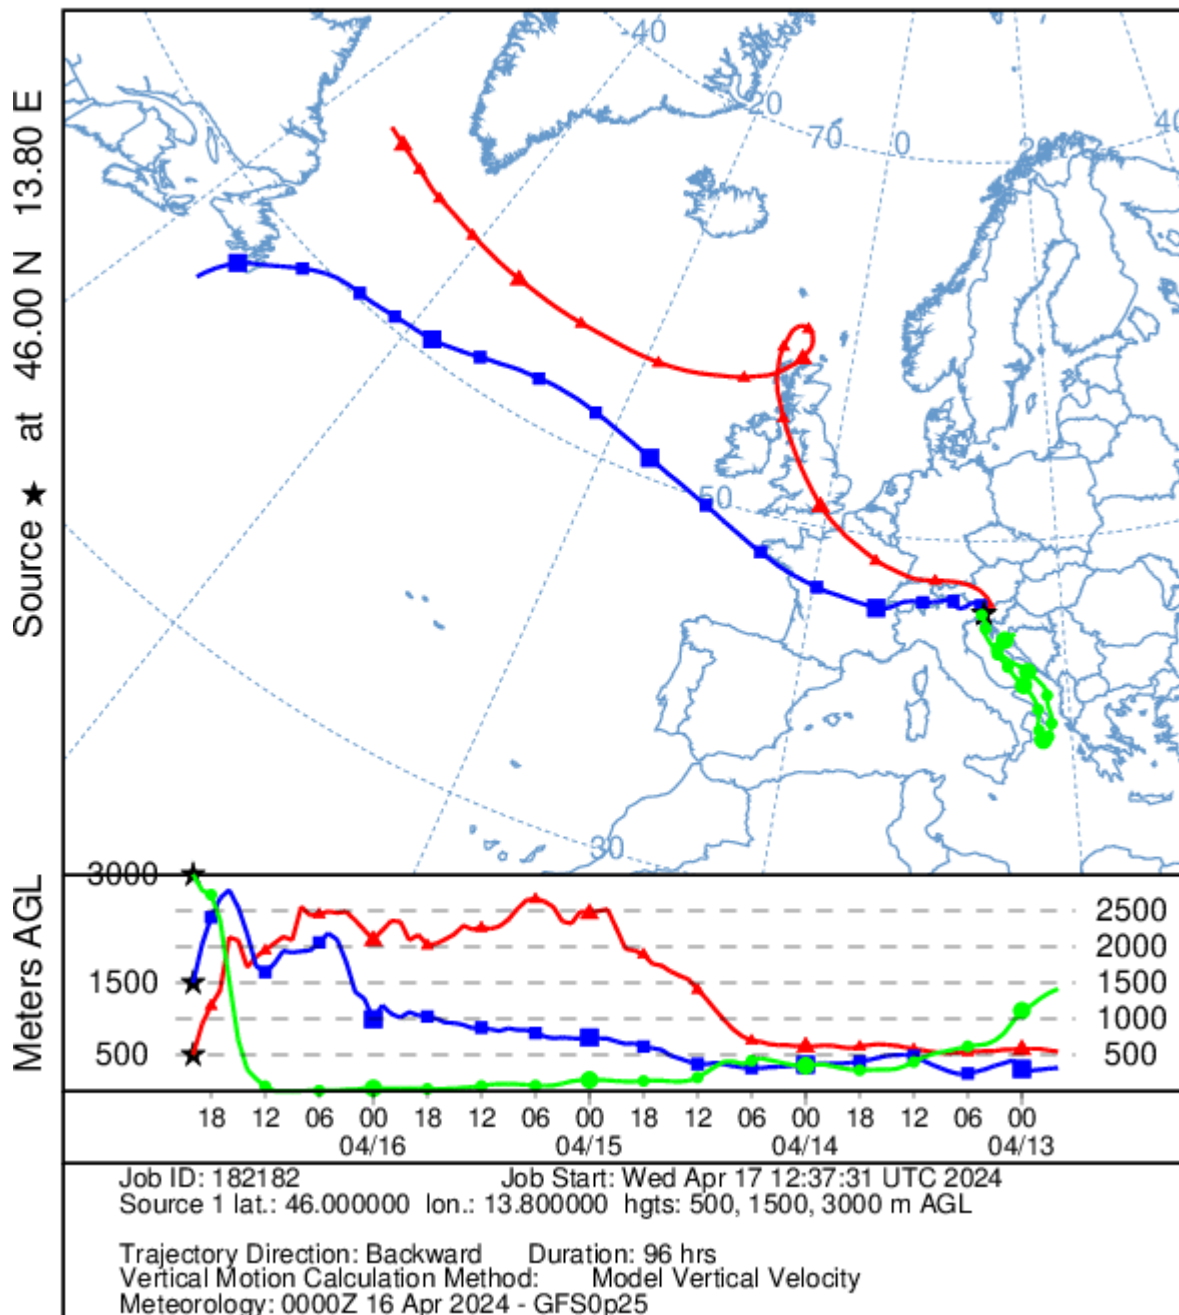 40
20
70
0
20
40
Source ★ at 46.00 N 13.80 E
50
30
Meters AGL
3000
1500
500
2500
2000
1500
1000
500
18 12 06 00 18 12 06 00 18 12 06 00 18 12 06 00
04/16 04/15 04/14 04/13
Job ID: 182182 Job Start: Wed Apr 17 12:37:31 UTC 2024
Source 1 lat.: 46.000000 lon.: 13.800000 hgts: 500, 1500, 3000 m AGL
Trajectory Direction: Backward Duration: 96 hrs
Vertical Motion Calculation Method: Model Vertical Velocity
Meteorology: 0000Z 16 Apr 2024 - GFS0p25